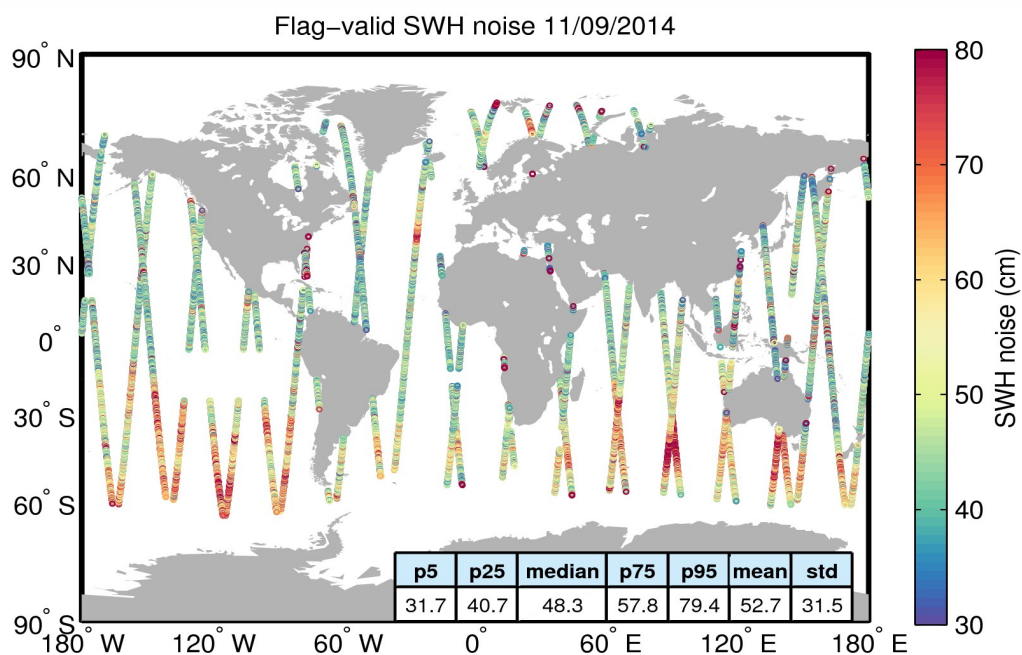 Flag−valid SWH noise 11/09/2014
90° N
60° N
30° N
0°
30° S
60° S
90° S
180° W
120° W
60° W
0°
60° E
120° E
180° E
p5 p25 median p75 p95 mean std
31.7 40.7 48.3 57.8 79.4 52.7 31.5
80
70
60
50
40
30
SWH noise (cm)